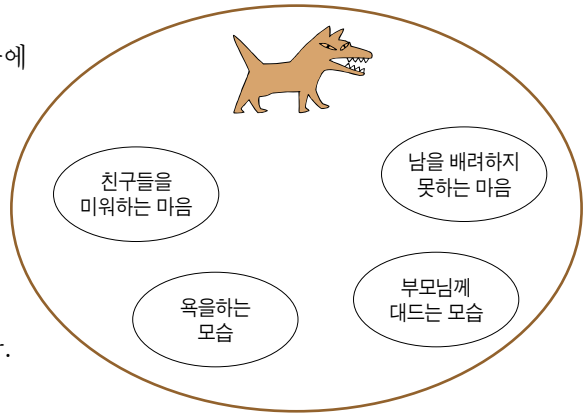 에
친구들을
미워하는 마음
남을 배려하지
못하는 마음
욕을하는
모습
부모님께
대드는 모습